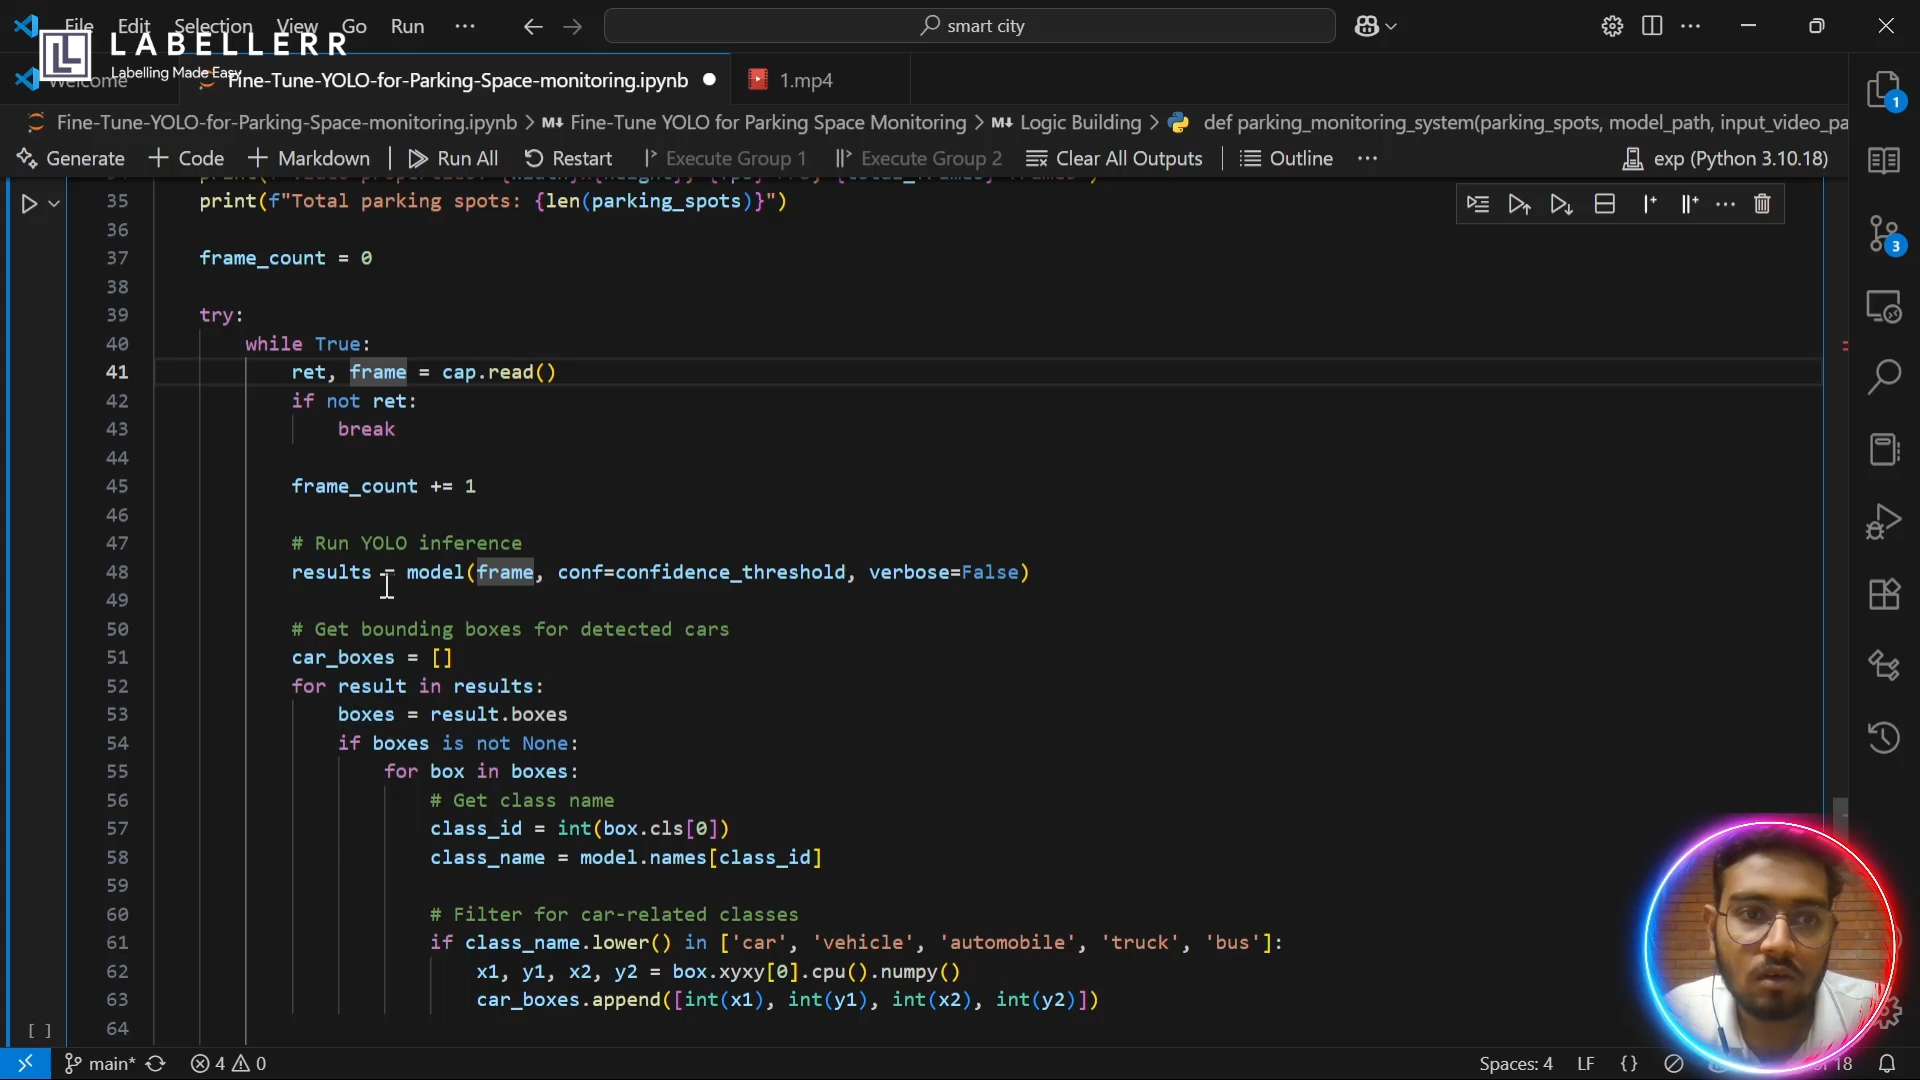 File Edit Selection View Go Run ··· smart city
LABELLERR
Labelling Made Easy
Welcome Fine-Tune-YOLO-for-Parking-Space-monitoring.ipynb 1.mp4
Fine-Tune-YOLO-for-Parking-Space-monitoring.ipynb > M↓ Fine-Tune YOLO for Parking Space Monitoring > M↓ Logic Building > def parking_monitoring_system(parking_spots, model_path, input_video_pa
Generate + Code + Markdown | Run All Restart Execute Group 1 Execute Group 2 Clear All Outputs | Outline ··· exp (Python 3.10.18)
35 print(f"Total parking spots: {len(parking_spots)}")
36
37 frame_count = 0
38
39 try:
40 while True:
41 ret, frame = cap.read()
42 if not ret:
43 break
44
45 frame_count += 1
46
47 # Run YOLO inference
48 results = model(frame, conf=confidence_threshold, verbose=False)
49
50 # Get bounding boxes for detected cars
51 car_boxes = []
52 for result in results:
53 boxes = result.boxes
54 if boxes is not None:
55 for box in boxes:
56 # Get class name
57 class_id = int(box.cls[0])
58 class_name = model.names[class_id]
59
60 # Filter for car-related classes
61 if class_name.lower() in ['car', 'vehicle', 'automobile', 'truck', 'bus']:
62 x1, y1, x2, y2 = box.xyxy[0].cpu().numpy()
63 car_boxes.append([int(x1), int(y1), int(x2), int(y2)])
[ ] 64
1
3
main* 4 0 Spaces: 4 LF {} 18